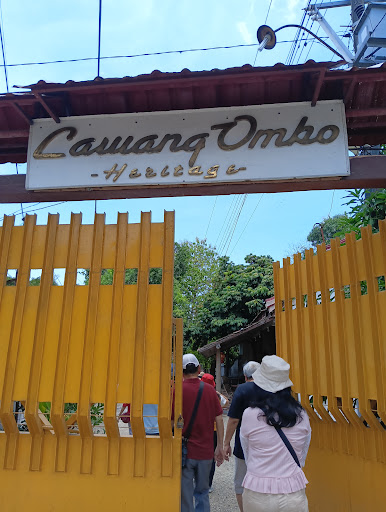 Cawang Ombo
- Heritage -